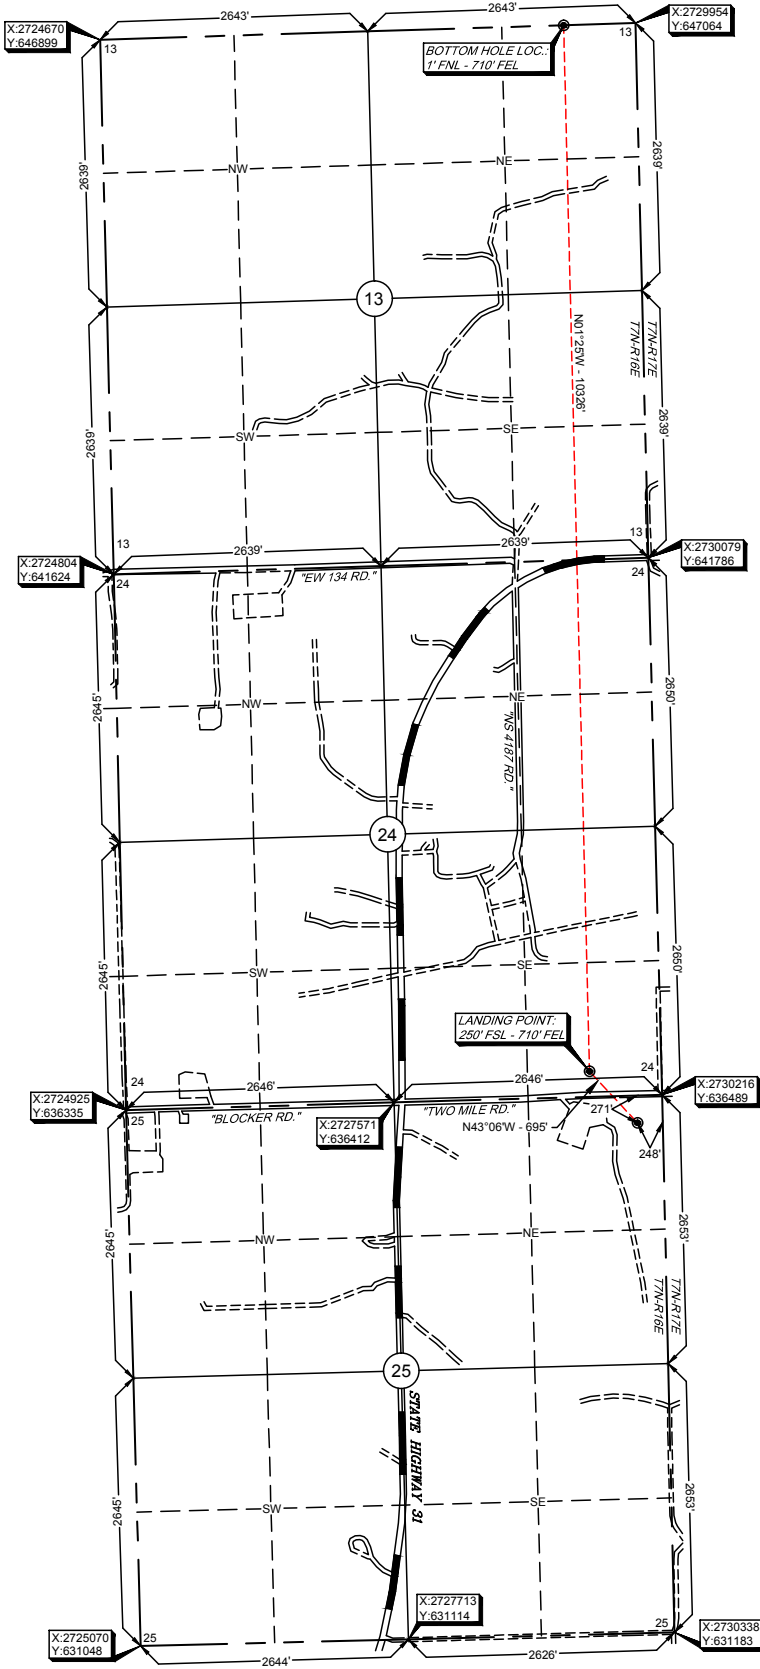 2643'
2643'
X:2724670
Y:646899
X:2729954
Y:647064
13
13
BOTTOM HOLE LOC.:
1' FNL - 710' FEL
2639'
2639'
NW
NE
13
N01°25'W - 10326'
T7N-R16E
T7N-R17E
2639'
2639'
SW
SE
13
13
2639'
2639'
X:2724804
Y:641624
X:2730079
Y:641786
24
24
"EW 134 RD."
2645'
2650'
NW
NE
"NS 4187 RD."
24
2645'
2650'
SW
SE
LANDING POINT:
250' FSL - 710' FEL
24
24
2646'
2646'
X:2724925
Y:636335
X:2730216
Y:636489
25
"BLOCKER RD."
X:2727571
Y:636412
"TWO MILE RD."
271'
N43°06'W - 695'
248'
2645'
2653'
NW
NE
T7N-R16E
T7N-R17E
25
STATE HIGHWAY 31
2645'
2653'
SW
SE
X:2727713
Y:631114
25
25
X:2725070
Y:631048
X:2730338
Y:631183
2644'
2626'